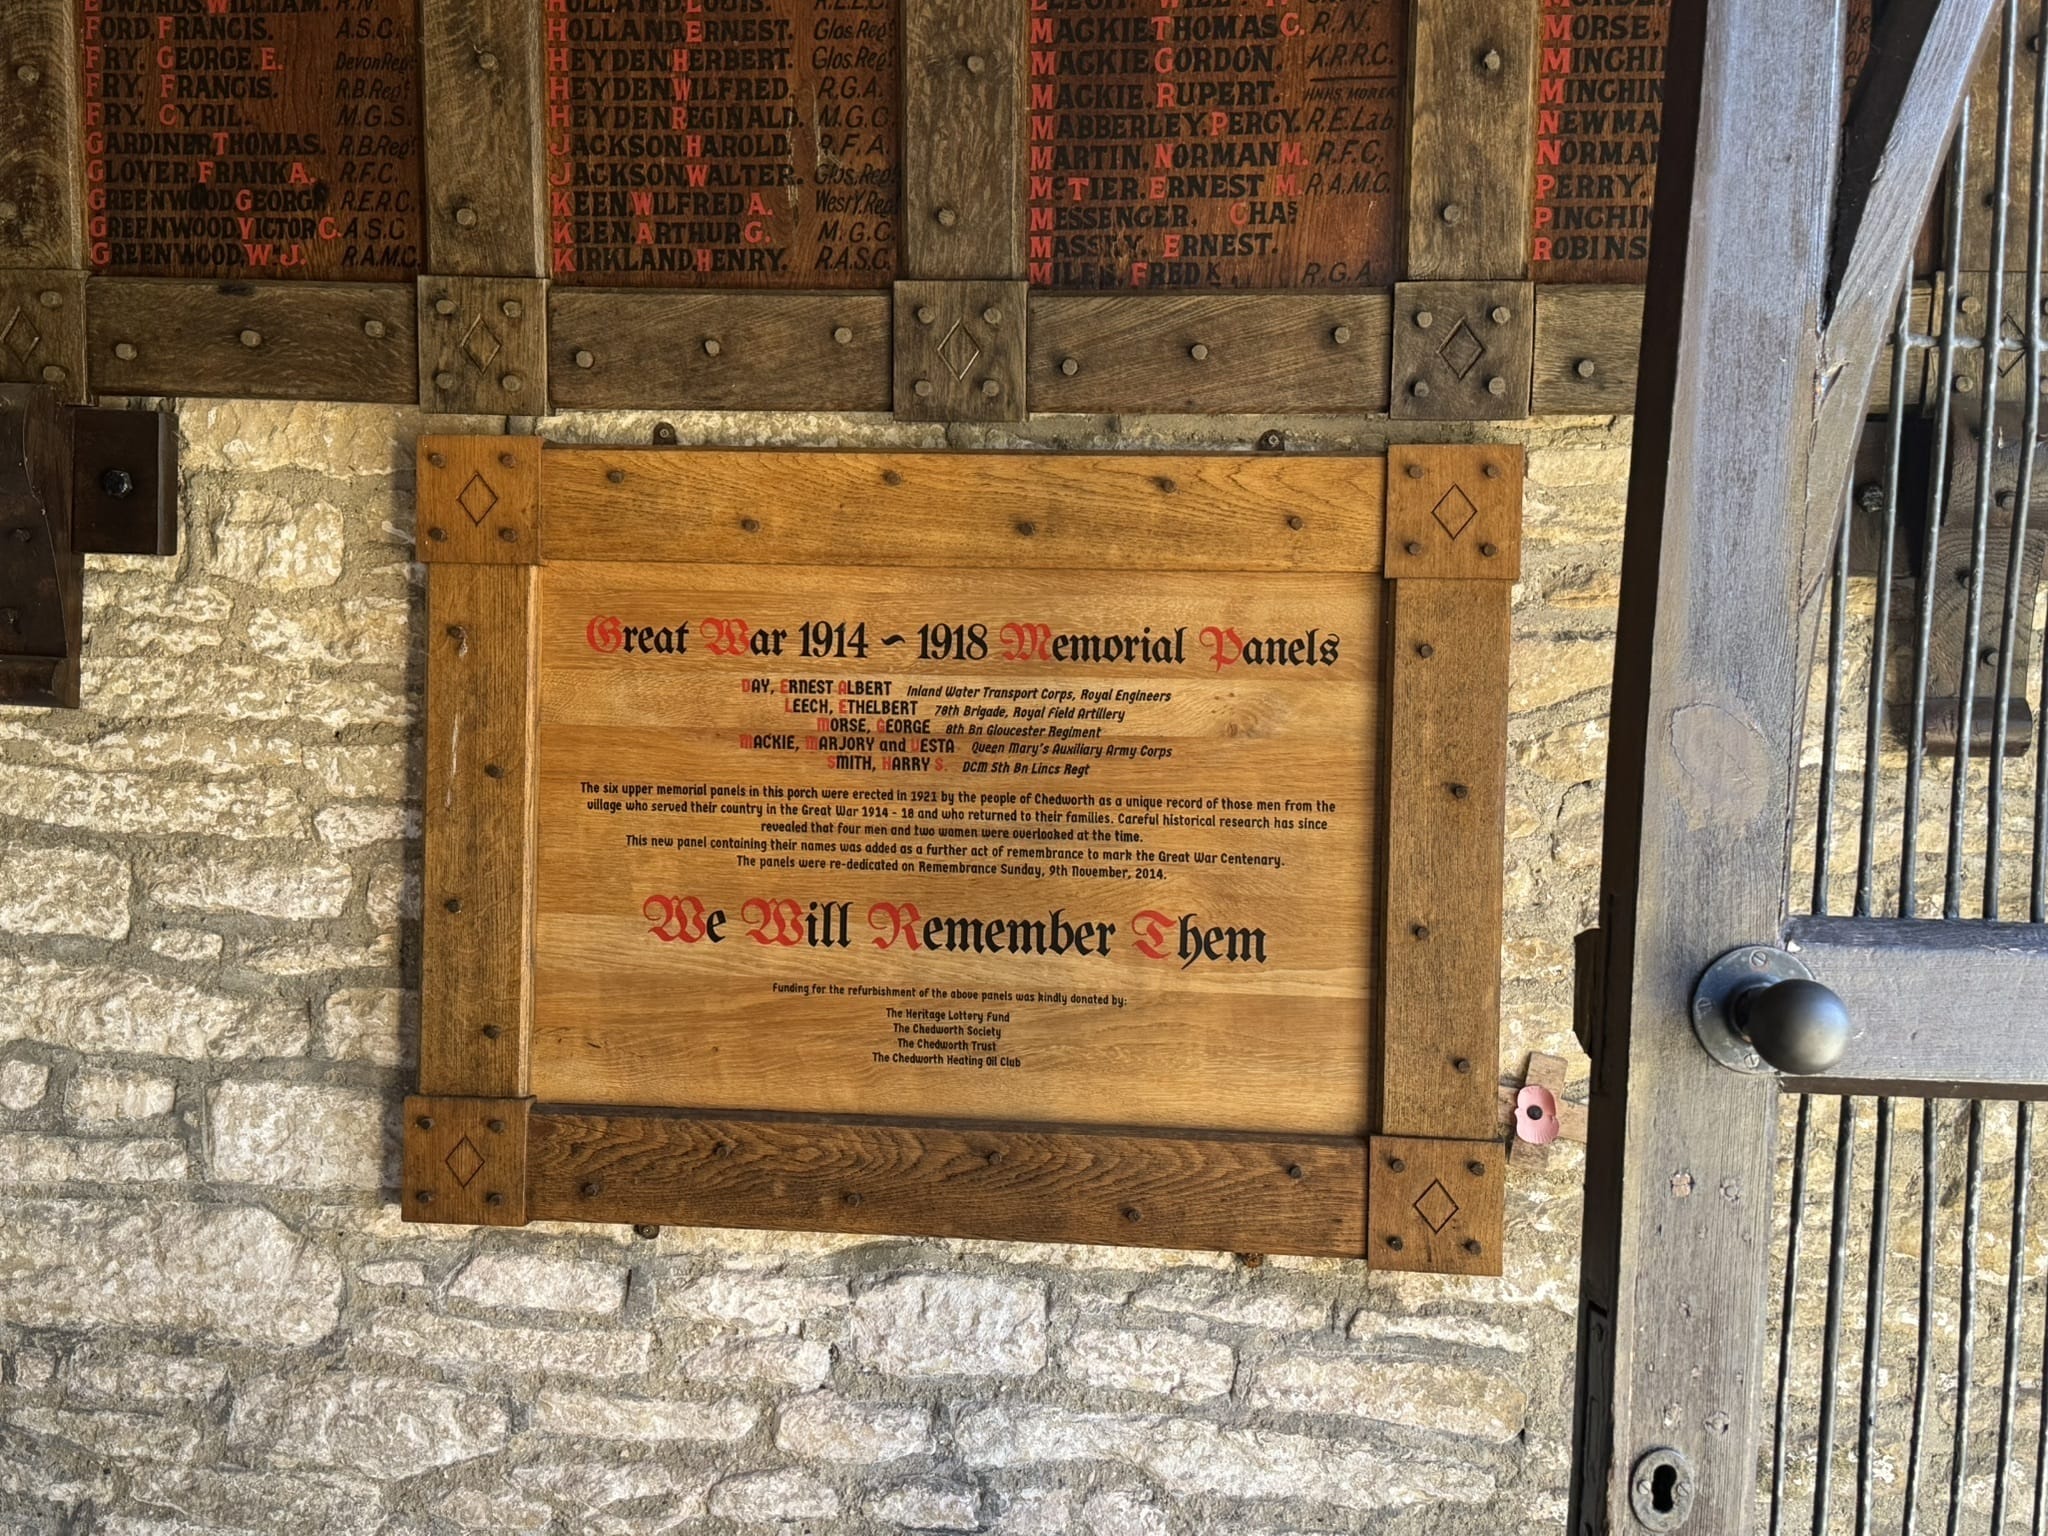 EDWARDS, WILLIAM. R.N.
FORD, FRANCIS. A.S.C.
FRY, GEORGE, E. Devon Regt
FRY, FRANCIS. R.B. Regt
FRY, CYRIL. M.G.S.
GARDINER, THOMAS. R.B. Regt
GLOVER, FRANK A. R.F.C.
GREENWOOD, GEORGE R.E.R.C.
GREENWOOD, VICTOR C. A.S.C.
GREENWOOD, Wm J. R.A.M.C.
HOLLAND, LOUIS.
HOLLAND, ERNEST. Glos. Regt
HEYDEN, HERBERT. Glos. Regt
HEYDEN, WILFRED. R.G.A.
HEYDEN, REGINALD. M.G.C.
JACKSON, HAROLD. R.F.A.
JACKSON, WALTER. Glos. Regt
KEEN, WILFRED A. Wesry. Regt
KEEN, ARTHUR G. M.G.C.
KIRKLAND, HENRY. R.A.S.C.
MACKIE, THOMAS C. R.N.
MACKIE, GORDON. K.R.R.C.
MACKIE, RUPERT.
MABBERLEY, PERCY. R.E. Lab
MARTIN, NORMAN M. R.F.C.
McTIER, ERNEST M. R.A.M.C.
MESSENGER, CHAS
MASSEY, ERNEST.
MILES, FREDK. R.G.A.
MORSE,
MINCHI
MINCHIN
NEWMA
NORMA
PERRY,
PINCHIN
ROBINS
Great War 1914 ~ 1918 Memorial Panels
DAY, ERNEST ALBERT Inland Water Transport Corps, Royal Engineers
LEECH, ETHELBERT 78th Brigade, Royal Field Artillery
MORSE, GEORGE 8th Bn Gloucester Regiment
MACKIE, MARJORY and VESTA Queen Mary's Auxiliary Army Corps
SMITH, HARRY S. DCM 5th Bn Lincs Regt
The six upper memorial panels in this porch were erected in 1921 by the people of Chedworth as a unique record of those men from the
village who served their country in the Great War 1914 - 18 and who returned to their families. Careful historical research has since
revealed that four men and two women were overlooked at the time.
This new panel containing their names was added as a further act of remembrance to mark the Great War Centenary.
The panels were re-dedicated on Remembrance Sunday, 9th November, 2014.
We Will Remember Them
Funding for the refurbishment of the above panels was kindly donated by:
The Heritage Lottery Fund
The Chedworth Society
The Chedworth Trust
The Chedworth Heating Oil Club